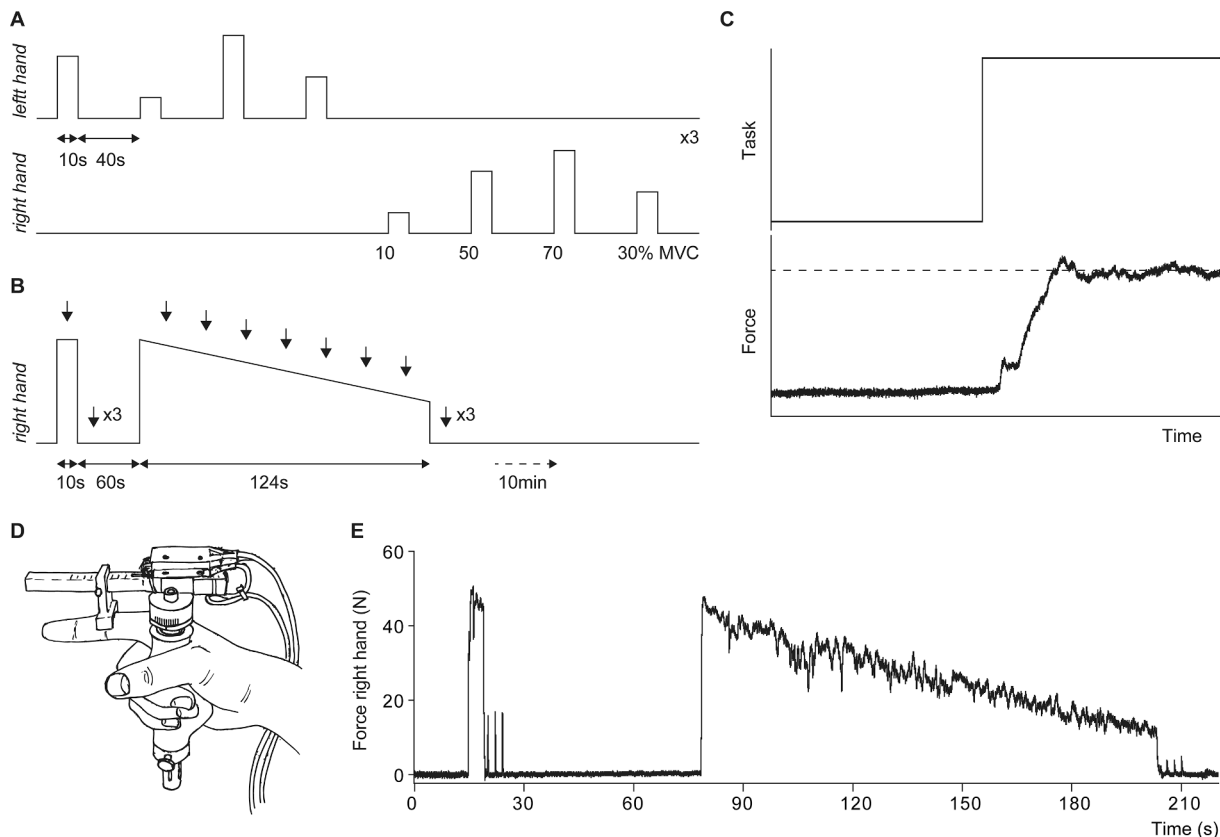 A
leftt hand
10s 40s
x3
right hand
10 50 70 30% MVC
B
right hand
x3
x3
10s 60s 124s 10min
C
Task
Force
Time
D
E
Force right hand (N)
60
40
20
0
0 30 60 90 120 150 180 210
Time (s)